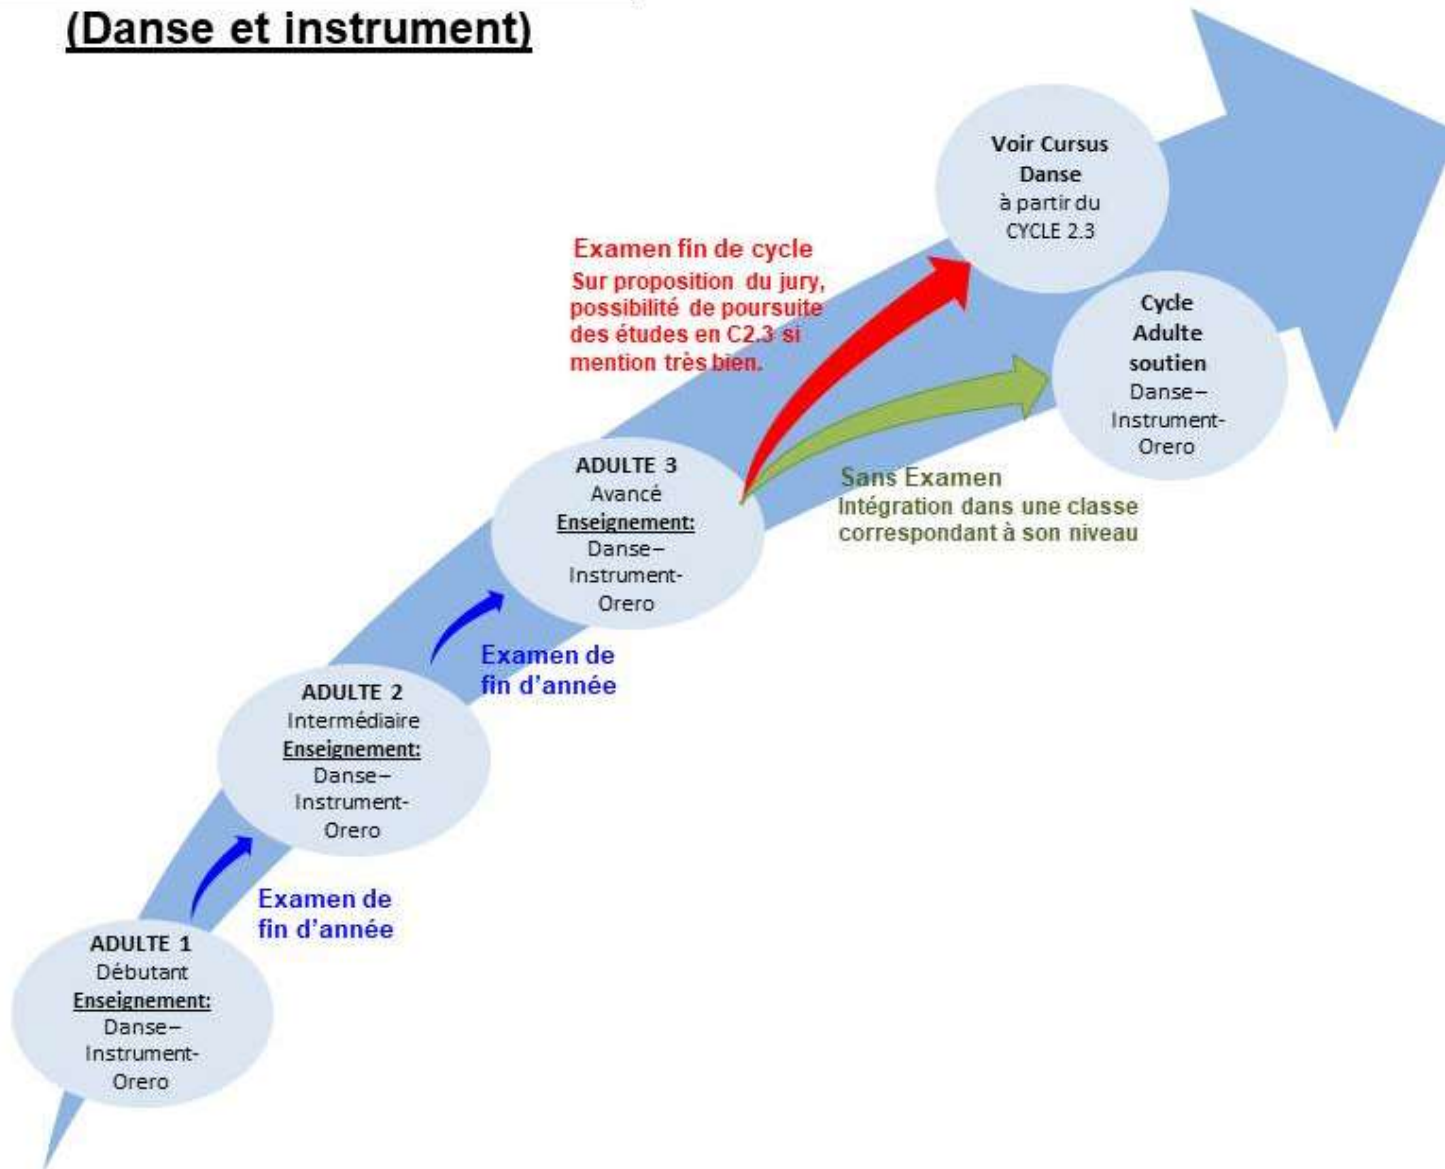 (Danse et instrument)
Voir Cursus
Danse
à partir du
CYCLE 2.3
Examen fin de cycle
Sur proposition du jury,
possibilité de poursuite
des études en C2.3 si
mention très bien.
Cycle
Adulte
soutien
Danse–
Instrument-
Orero
ADULTE 3
Avancé
Enseignement:
Danse–
Instrument-
Orero
Sans Examen
Intégration dans une classe
correspondant à son niveau
Examen de
fin d'année
ADULTE 2
Intermédiaire
Enseignement:
Danse–
Instrument-
Orero
Examen de
fin d'année
ADULTE 1
Débutant
Enseignement:
Danse–
Instrument-
Orero